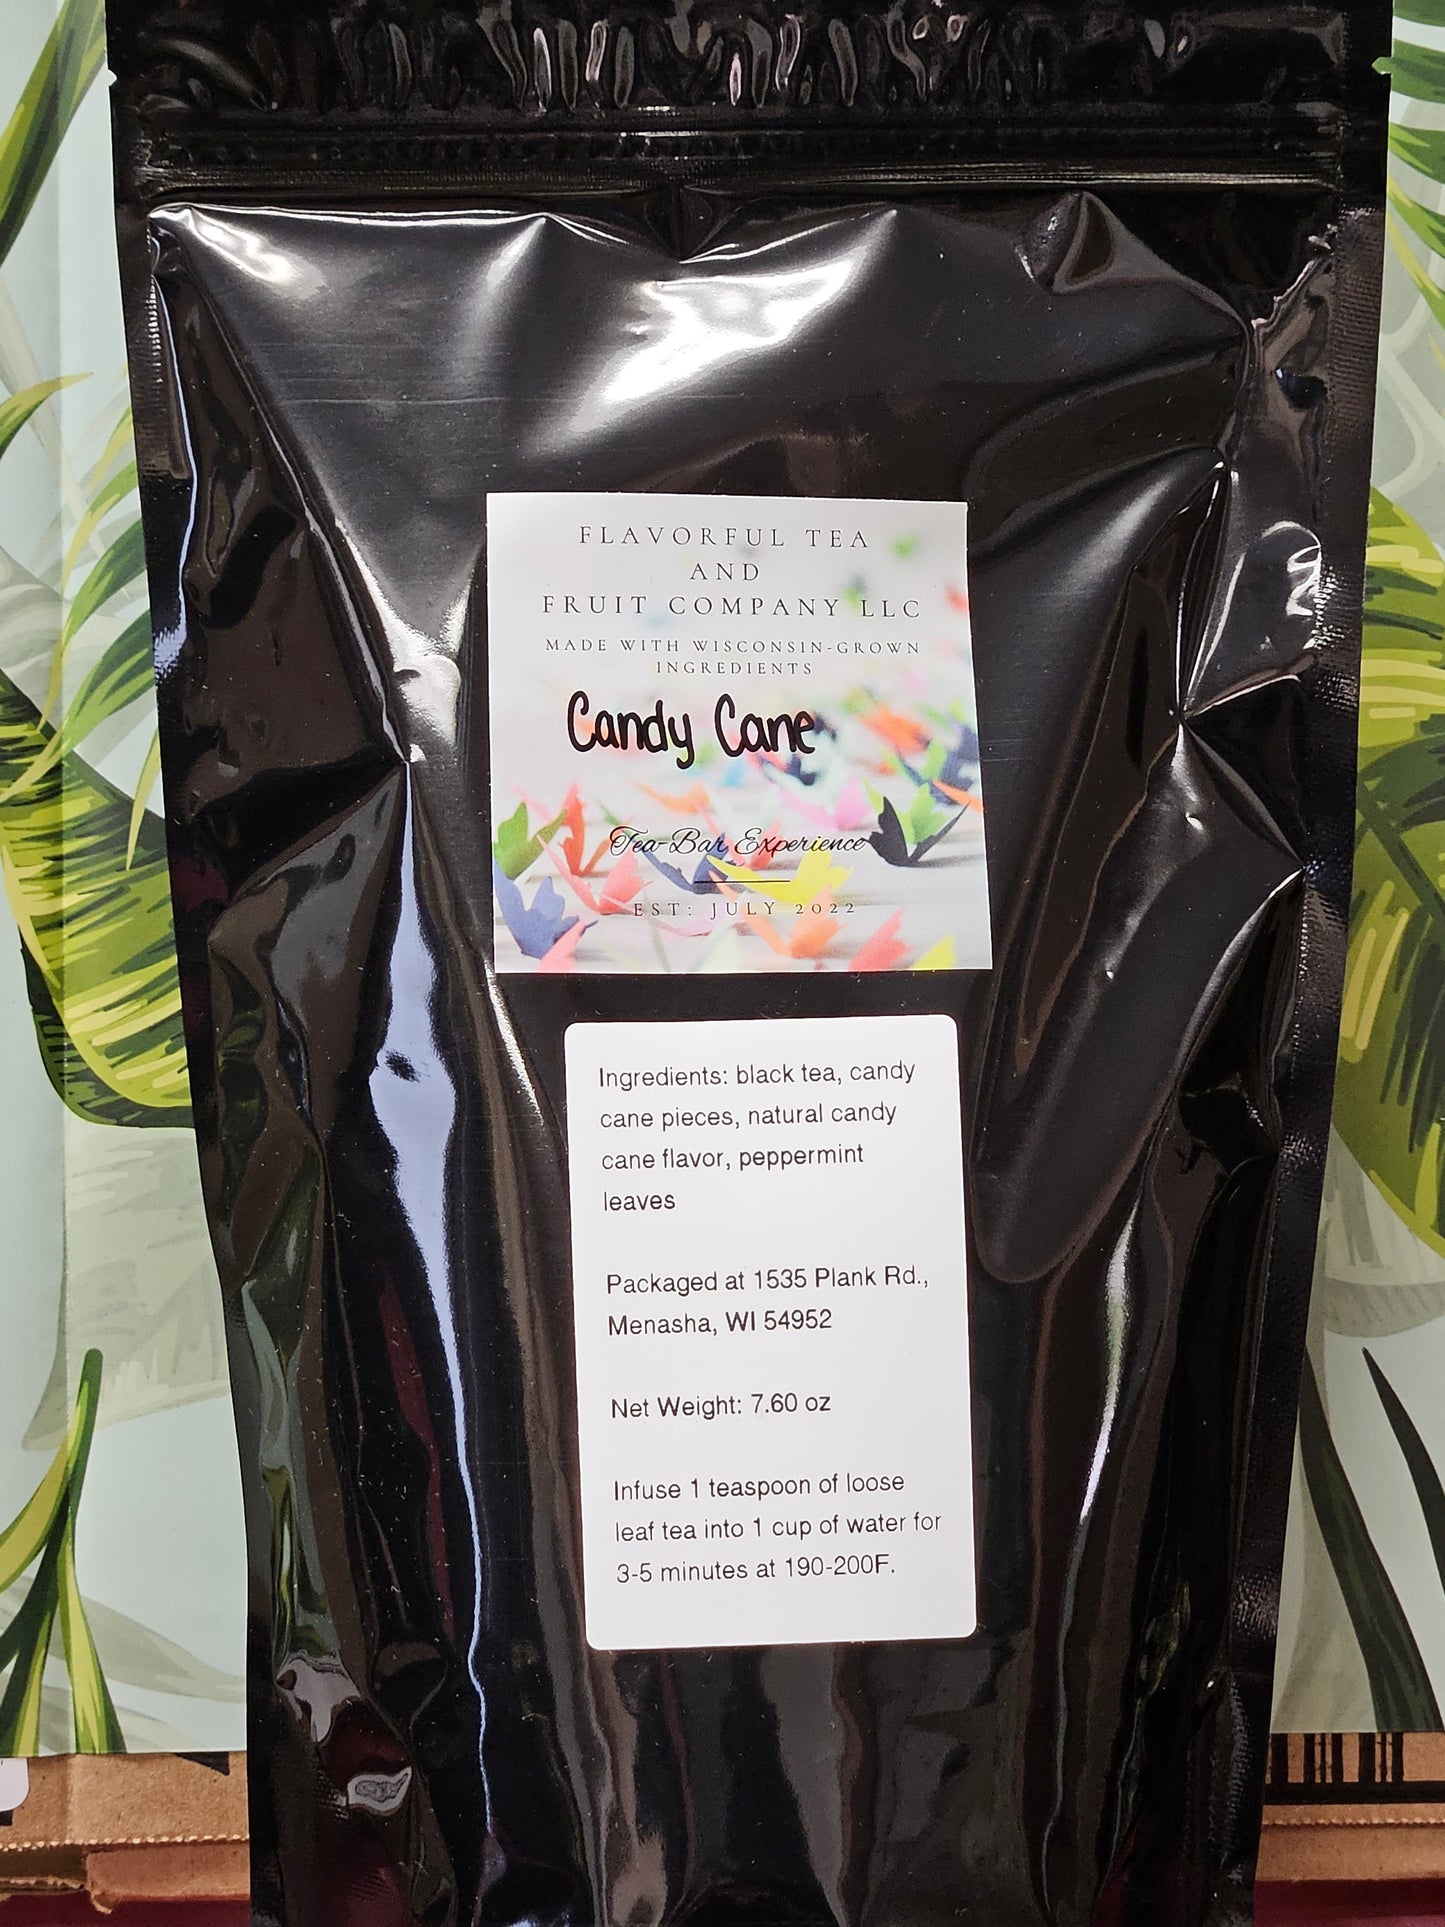 FLAVORFUL TEA
AND
FRUIT COMPANY LLC
MADE WITH WISCONSIN-GROWN
INGREDIENTS
Candy Cane
Tea-Bar Experience
EST: JULY 2022
Ingredients: black tea, candy
cane pieces, natural candy
cane flavor, peppermint
leaves
Packaged at 1535 Plank Rd.,
Menasha, WI 54952
Net Weight: 7.60 oz
Infuse 1 teaspoon of loose
leaf tea into 1 cup of water for
3-5 minutes at 190-200F.